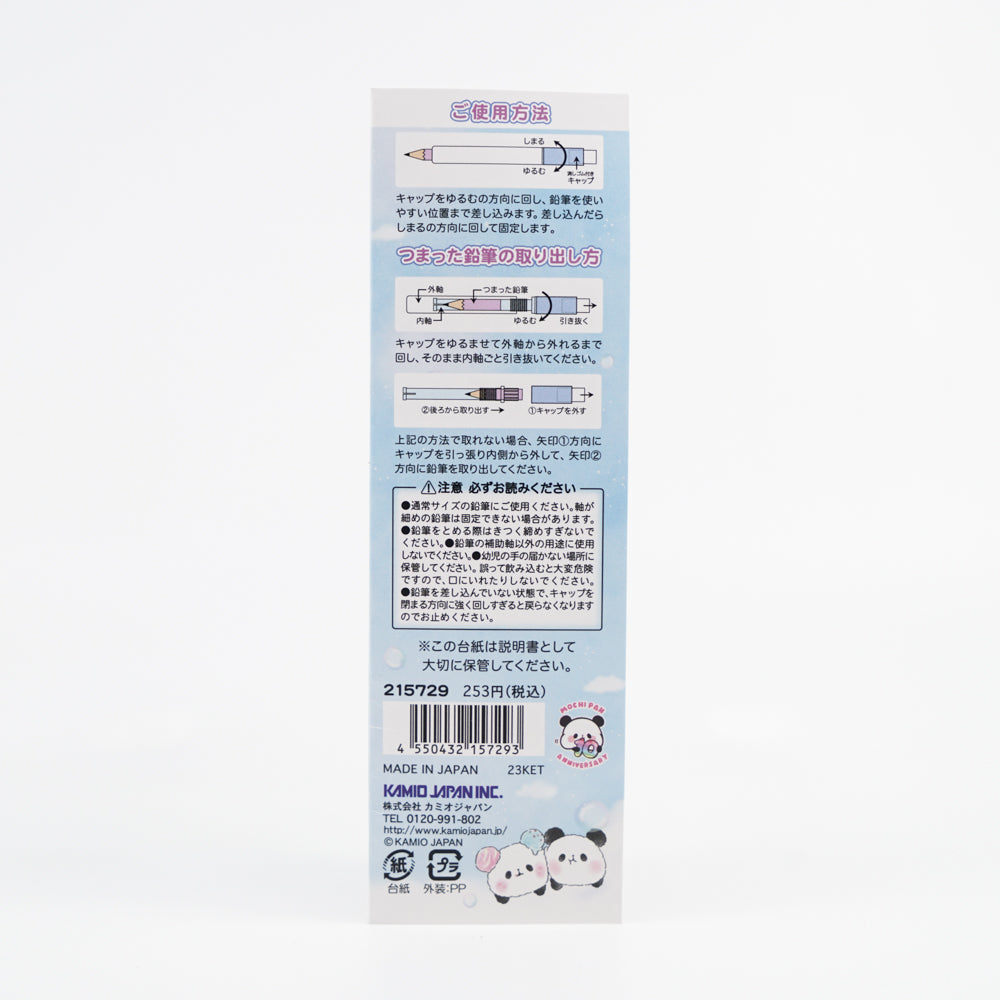 ご使用方法
しまる
ゆるむ
消しゴム付き
キャップ
キャップをゆるむの方向に回し、鉛筆を使い
やすい位置まで差し込みます。差し込んだら
しまるの方向に回して固定します。
つまった鉛筆の取り出し方
外軸
つまった鉛筆
内軸
ゆるむ
引き抜く
キャップをゆるませて外軸から外れるまで
回し、そのまま内軸ごと引き抜いてください。
②後ろから取り出す
①キャップを外す
上記の方法で取れない場合、矢印①方向に
キャップを引っ張り内側から外して、矢印②
方向に鉛筆を取り出してください。
注意 必ずお読みください
●通常サイズの鉛筆にご使用ください。軸が
細めの鉛筆は固定できない場合があります。
●鉛筆をとめる際はきつく締めすぎないで
ください。●鉛筆の補助軸以外の用途に使用
しないでください。●幼児の手の届かない場所に
保管してください。誤って飲み込むと大変危険
ですので、口にいれたりしないでください。
●鉛筆を差し込んでいない状態で、キャップを
閉まる方向に強く回しすぎると戻らなくなります
のでお止めください。
※この台紙は説明書として
大切に保管してください。
215729 253円(税込)
4 550432 157293
MOCHI PAN
10
ANNIVERSARY
MADE IN JAPAN 23KET
KAMIO JAPAN INC.
株式会社 カミオジャパン
TEL 0120-991-802
http://www.kamiojapan.jp/
©KAMIO JAPAN
紙
プラ
台紙 外装:PP